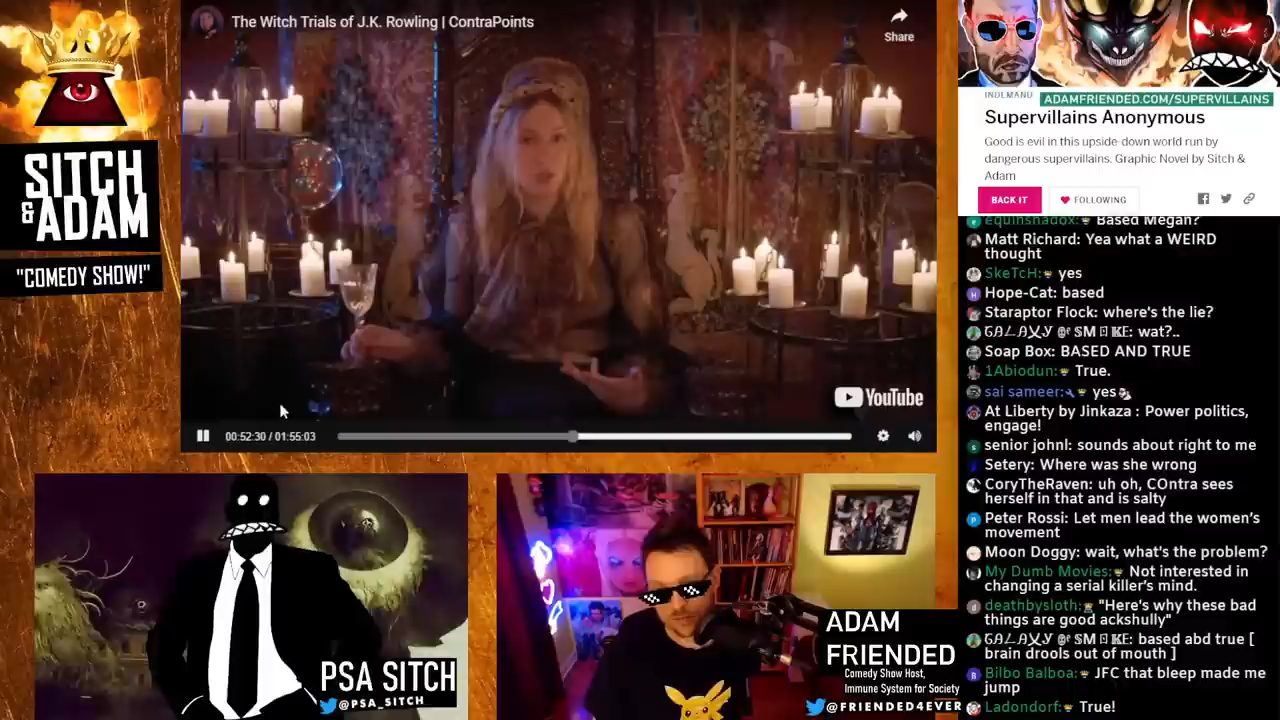 The Witch Trials of J.K. Rowling | ContraPoints
Share
YouTube
00:52:30 / 01:55:03
SITCH
& ADAM
"COMEDY SHOW!"
PSA SITCH
@PSA_SITCH
ADAM
FRIENDED
Comedy Show Host,
Immune System for Society
@FRIENDED4EVER
INDEMAND
ADAMFRIENDED.COM/SUPERVILLAINS
Supervillains Anonymous
Good is evil in this upside-down world run by
dangerous supervillains. Graphic Novel by Sitch &
Adam
BACK IT
FOLLOWING
equinshadox: Based Megan?
Matt Richard: Yea what a WEIRD
thought
SkeTcH: yes
Hope-Cat: based
Staraptor Flock: where's the lie?
wat?..
Soap Box: BASED AND TRUE
1Abiodun: True.
sai sameer: yes
At Liberty by Jinkaza : Power politics,
engage!
senior johnl: sounds about right to me
Setery: Where was she wrong
CoryTheRaven: uh oh, COntra sees
herself in that and is salty
Peter Rossi: Let men lead the women's
movement
Moon Doggy: wait, what's the problem?
My Dumb Movies: Not interested in
changing a serial killer's mind.
deathbysloth: "Here's why these bad
things are good ackshully"
based abd true [
brain drools out of mouth ]
Bilbo Balboa: JFC that bleep made me
jump
Ladondorf: True!